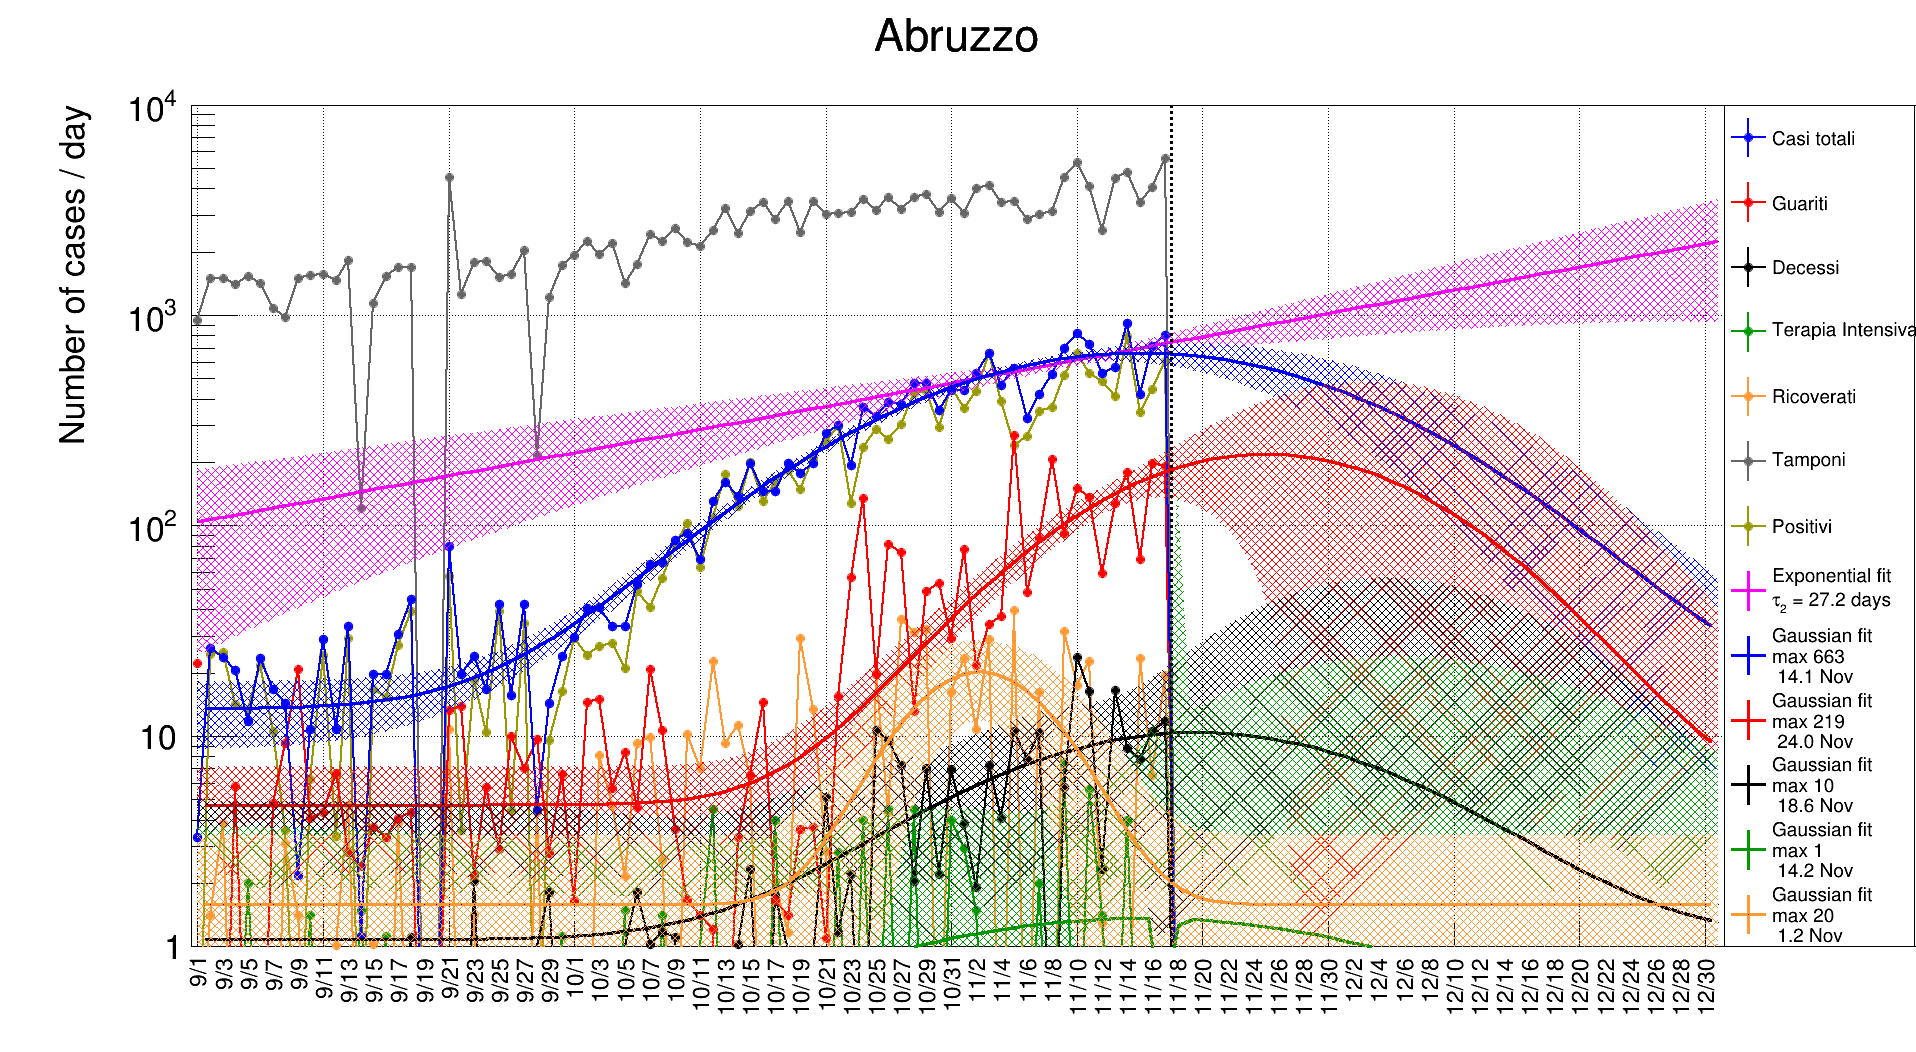 Abruzzo
Number of cases / day
10^4
10^3
10^2
10
1
9/1 9/3 9/5 9/7 9/9 9/11 9/13 9/15 9/17 9/19 9/21 9/23 9/25 9/27 9/29 10/1 10/3 10/5 10/7 10/9 10/11 10/13 10/15 10/17 10/19 10/21 10/23 10/25 10/27 10/29 10/31 11/2 11/4 11/6 11/8 11/10 11/12 11/14 11/16 11/18 11/20 11/22 11/24 11/26 11/28 11/30 12/2 12/4 12/6 12/8 12/10 12/12 12/14 12/16 12/18 12/20 12/22 12/24 12/26 12/28 12/30
Casi totali
Guariti
Decessi
Terapia Intensiva
Ricoverati
Tamponi
Positivi
Exponential fit
τ₂ = 27.2 days
Gaussian fit
max 663
14.1 Nov
Gaussian fit
max 219
24.0 Nov
Gaussian fit
max 10
18.6 Nov
Gaussian fit
max 1
14.2 Nov
Gaussian fit
max 20
1.2 Nov